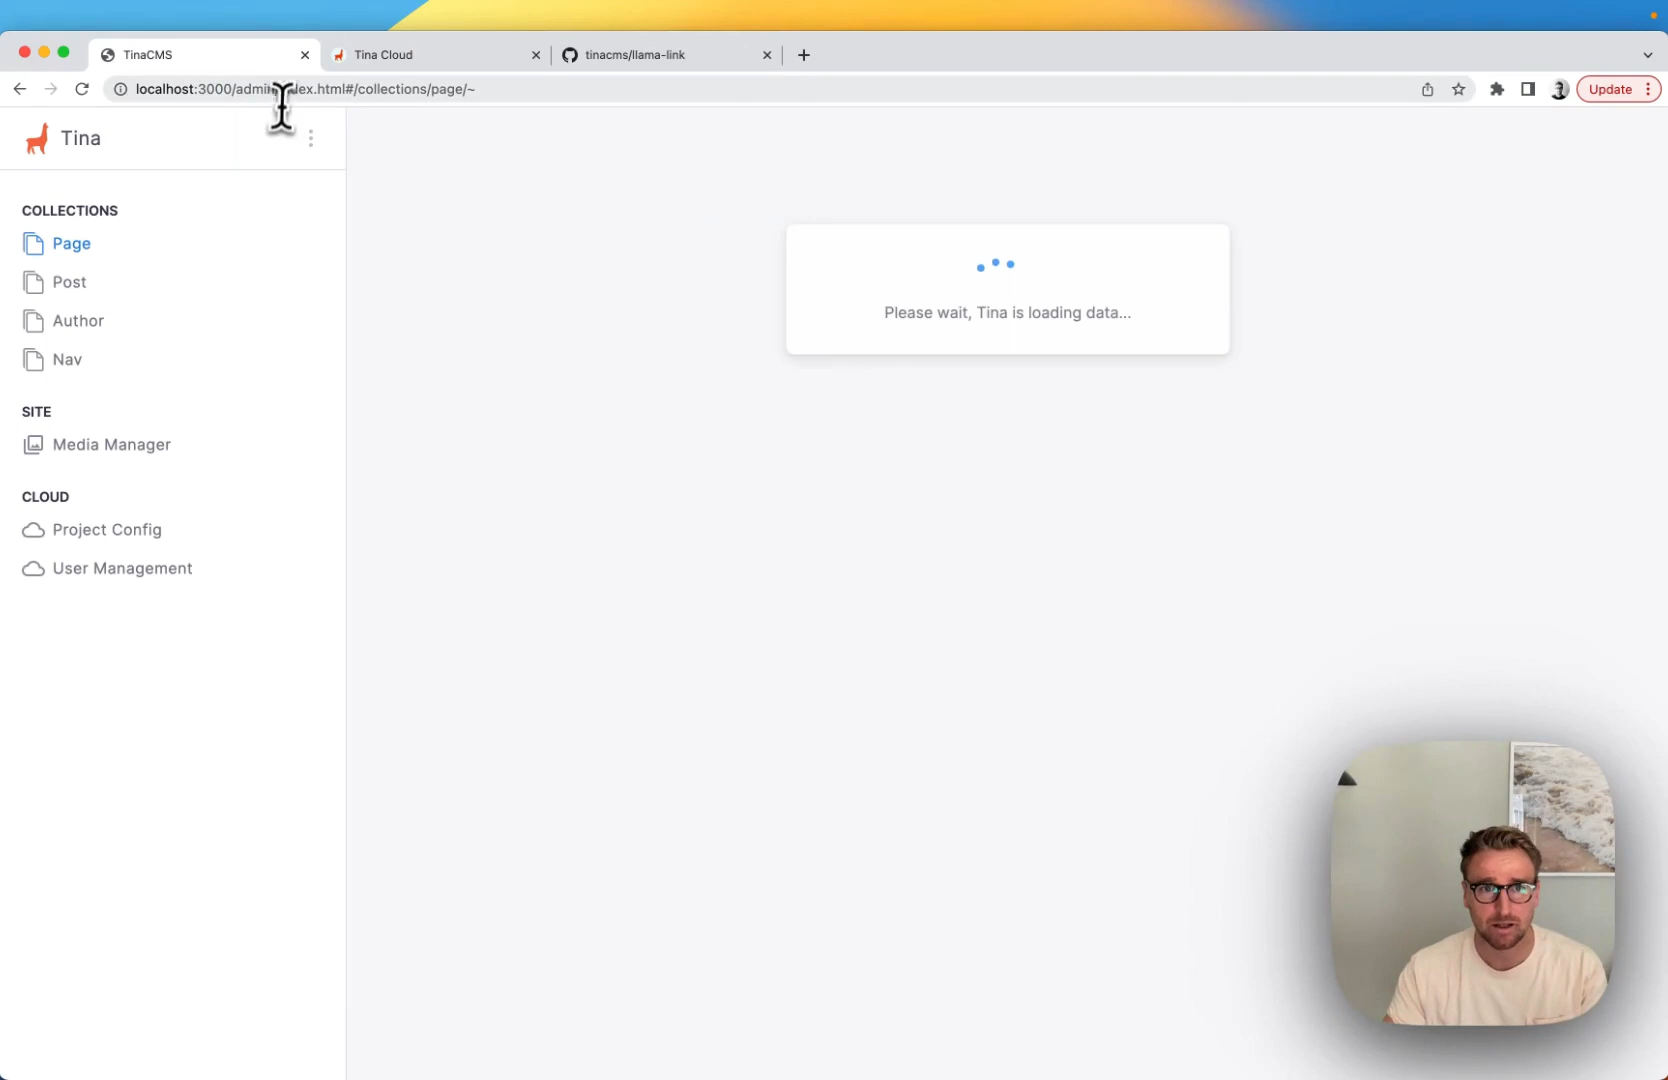 TinaCMS
Tina Cloud
tinacms/llama-link
localhost:3000/admin
ex.html#/collections/page/~
Update
Tina
COLLECTIONS
Page
Post
Author
Nav
SITE
Media Manager
CLOUD
Project Config
User Management
Please wait, Tina is loading data...